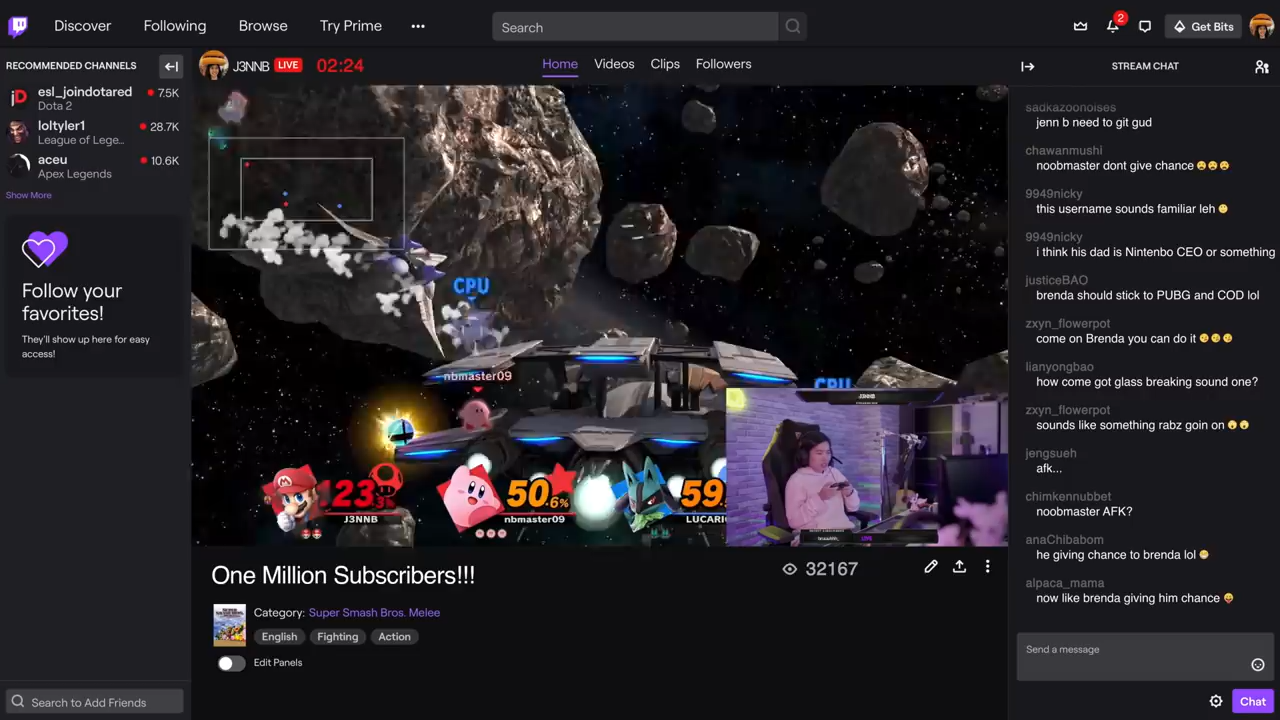 Discover
Following
Browse
Try Prime
Search
2
Get Bits
RECOMMENDED CHANNELS
esl_joindotared
7.5K
Dota 2
loltyler1
28.7K
League of Lege...
aceu
10.6K
Apex Legends
Show More
Follow your
favorites!
They'll show up here for easy
access!
Search to Add Friends
J3NNB
LIVE
02:24
Home
Videos
Clips
Followers
CPU
nbmaster09
CPU
J3NNB
123
J3NNB
50.6%
nbmaster09
59
LUCARIO
One Million Subscribers!!!
32167
Category: Super Smash Bros. Melee
English
Fighting
Action
Edit Panels
STREAM CHAT
sadkazoonoises
jenn b need to git gud
chawanmushi
noobmaster dont give chance
9949nicky
this username sounds familiar leh
9949nicky
i think his dad is Nintenbo CEO or something
justiceBAO
brenda should stick to PUBG and COD lol
zxyn_flowerpot
come on Brenda you can do it
lianyongbao
how come got glass breaking sound one?
zxyn_flowerpot
sounds like something rabz goin on
jengsueh
afk...
chimkennubbet
noobmaster AFK?
anaChibabom
he giving chance to brenda lol
alpaca_mama
now like brenda giving him chance
Send a message
Chat